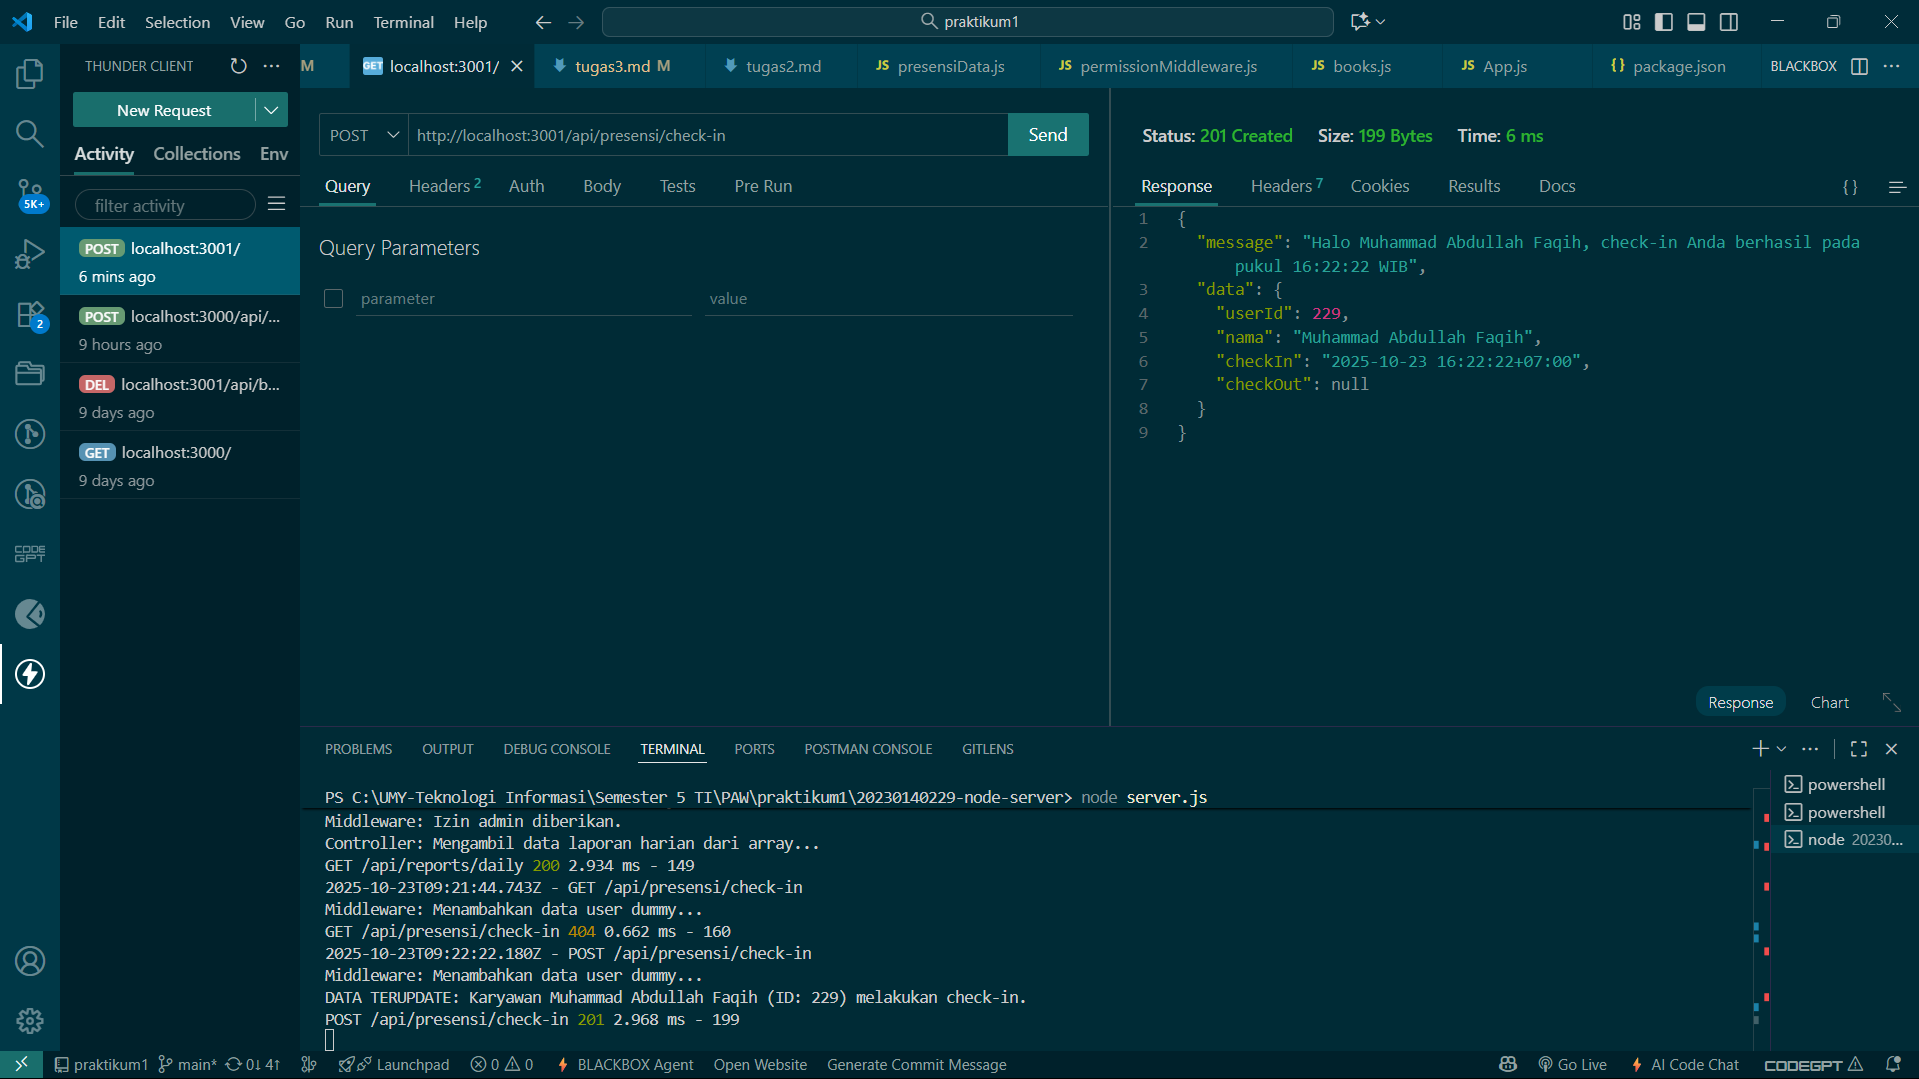 File Edit Selection View Go Run Terminal Help
praktikum1
THUNDER CLIENT
M
GET localhost:3001/
tugas3.md M
tugas2.md
JS presensiData.js
JS permissionMiddleware.js
JS books.js
JS App.js
{} package.json
BLACKBOX
New Request
Activity Collections Env
filter activity
POST localhost:3001/
6 mins ago
POST localhost:3000/api/...
9 hours ago
DEL localhost:3001/api/b...
9 days ago
GET localhost:3000/
9 days ago
5K+
2
CODE GPT
POST http://localhost:3001/api/presensi/check-in Send
Query Headers 2 Auth Body Tests Pre Run
Query Parameters
parameter value
Status: 201 Created Size: 199 Bytes Time: 6 ms
Response Headers 7 Cookies Results Docs {}
1 {
2 "message": "Halo Muhammad Abdullah Faqih, check-in Anda berhasil pada
pukul 16:22:22 WIB",
3 "data": {
4 "userId": 229,
5 "nama": "Muhammad Abdullah Faqih",
6 "checkIn": "2025-10-23 16:22:22+07:00",
7 "checkOut": null
8 }
9 }
Response Chart
PROBLEMS OUTPUT DEBUG CONSOLE TERMINAL PORTS POSTMAN CONSOLE GITLENS
PS C:\UMY-Teknologi Informasi\Semester 5 TI\PAW\praktikum1\20230140229-node-server> node server.js
Middleware: Izin admin diberikan.
Controller: Mengambil data laporan harian dari array...
GET /api/reports/daily 200 2.934 ms - 149
2025-10-23T09:21:44.743Z - GET /api/presensi/check-in
Middleware: Menambahkan data user dummy...
GET /api/presensi/check-in 404 0.662 ms - 160
2025-10-23T09:22:22.180Z - POST /api/presensi/check-in
Middleware: Menambahkan data user dummy...
DATA TERUPDATE: Karyawan Muhammad Abdullah Faqih (ID: 229) melakukan check-in.
POST /api/presensi/check-in 201 2.968 ms - 199
powershell
powershell
node 20230...
praktikum1 main* 0↓ 4↑ Launchpad 0 0 BLACKBOX Agent Open Website Generate Commit Message Go Live AI Code Chat CODEGPT